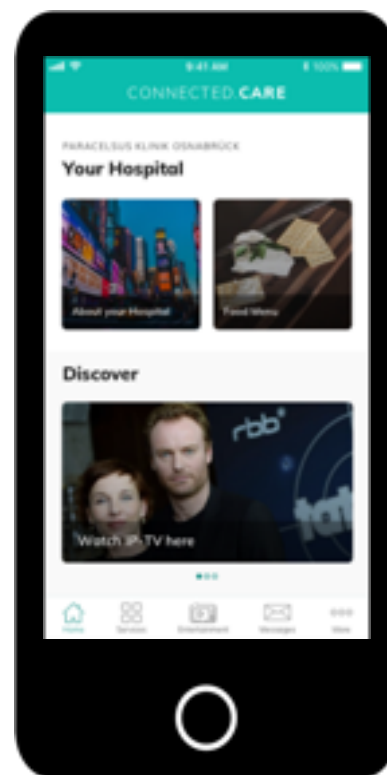 9:41 AM 100%
CONNECTED.CARE
PARACELSUS KLINIK OSNABRÜCK
Your Hospital
About your Hospital
Food Menu
Discover
rbb
Watch IP-TV here
Home Services Entertainment Messages More